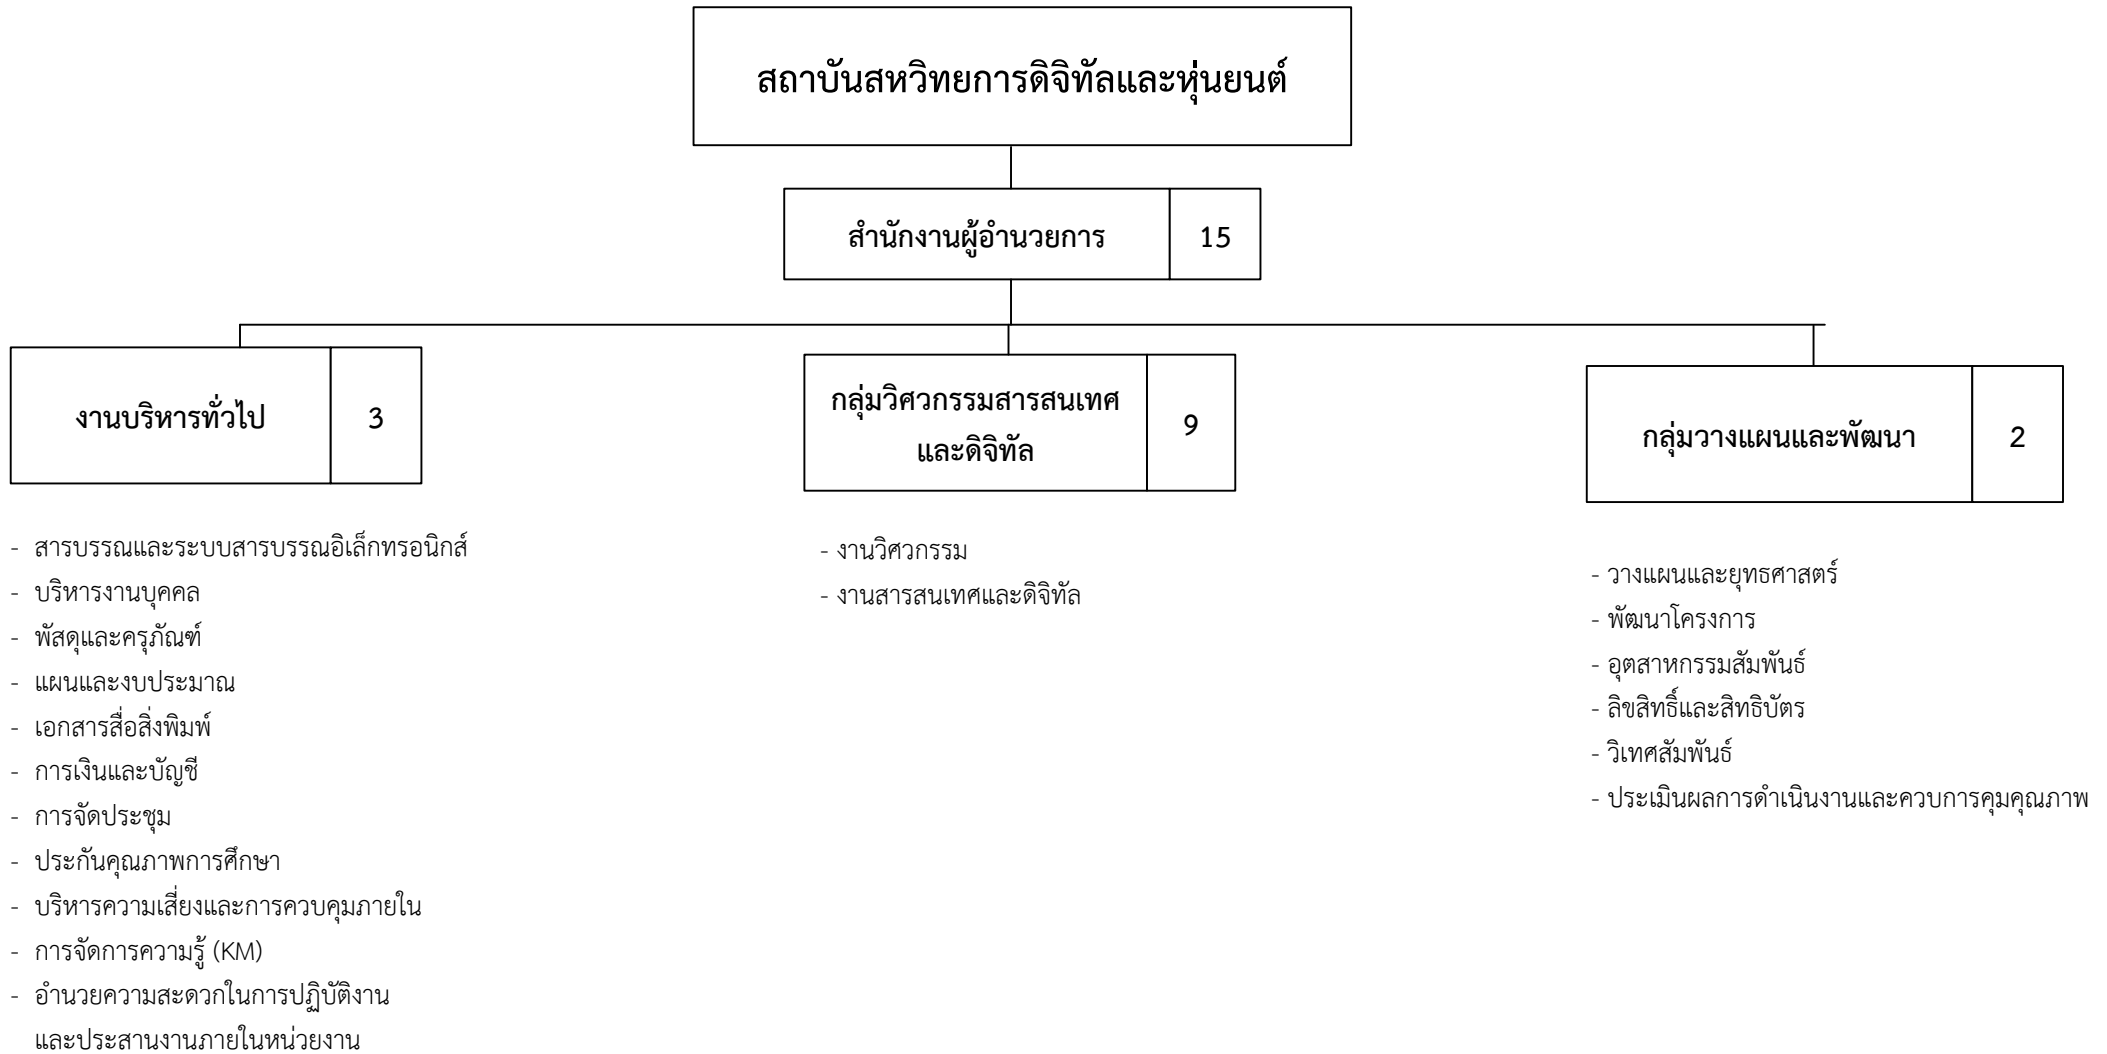 สถาบันสหวิทยการดิจิทัลและหุ่นยนต์
สำนักงานผู้อำนวยการ 15
งานบริหารทั่วไป 3
กลุ่มวิศวกรรมสารสนเทศ
และดิจิทัล 9
กลุ่มวางแผนและพัฒนา 2
- สารบรรณและระบบสารบรรณอิเล็กทรอนิกส์
- บริหารงานบุคคล
- พัสดุและครุภัณฑ์
- แผนและงบประมาณ
- เอกสารสื่อสิ่งพิมพ์
- การเงินและบัญชี
- การจัดประชุม
- ประกันคุณภาพการศึกษา
- บริหารความเสี่ยงและการควบคุมภายใน
- การจัดการความรู้ (KM)
- อำนวยความสะดวกในการปฏิบัติงาน
และประสานงานภายในหน่วยงาน
- งานวิศวกรรม
- งานสารสนเทศและดิจิทัล
- วางแผนและยุทธศาสตร์
- พัฒนาโครงการ
- อุตสาหกรรมสัมพันธ์
- ลิขสิทธิ์และสิทธิบัตร
- วิเทศสัมพันธ์
- ประเมินผลการดำเนินงานและควบการคุมคุณภาพ